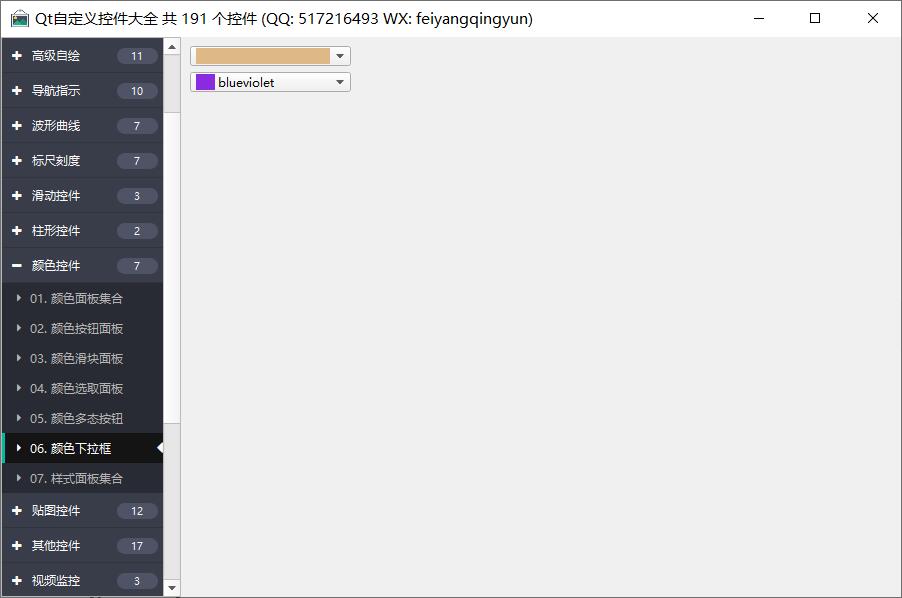 Qt自定义控件大全 共 191 个控件 (QQ: 517216493 WX: feiyangqingyun)
高级自绘 11
导航指示 10
波形曲线 7
标尺刻度 7
滑动控件 3
柱形控件 2
颜色控件 7
01. 颜色面板集合
02. 颜色按钮面板
03. 颜色滑块面板
04. 颜色选取面板
05. 颜色多态按钮
06. 颜色下拉框
07. 样式面板集合
贴图控件 12
其他控件 17
视频监控 3
blueviolet